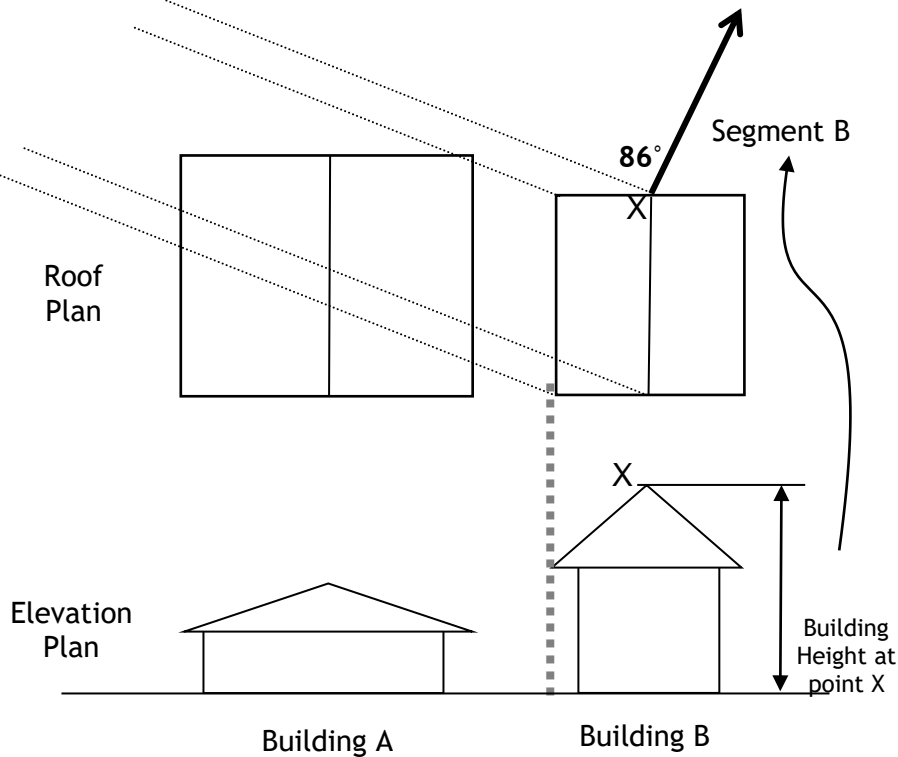 86°
Segment B
X
Roof
Plan
X
Elevation
Plan
Building
Height at
point X
Building A
Building B